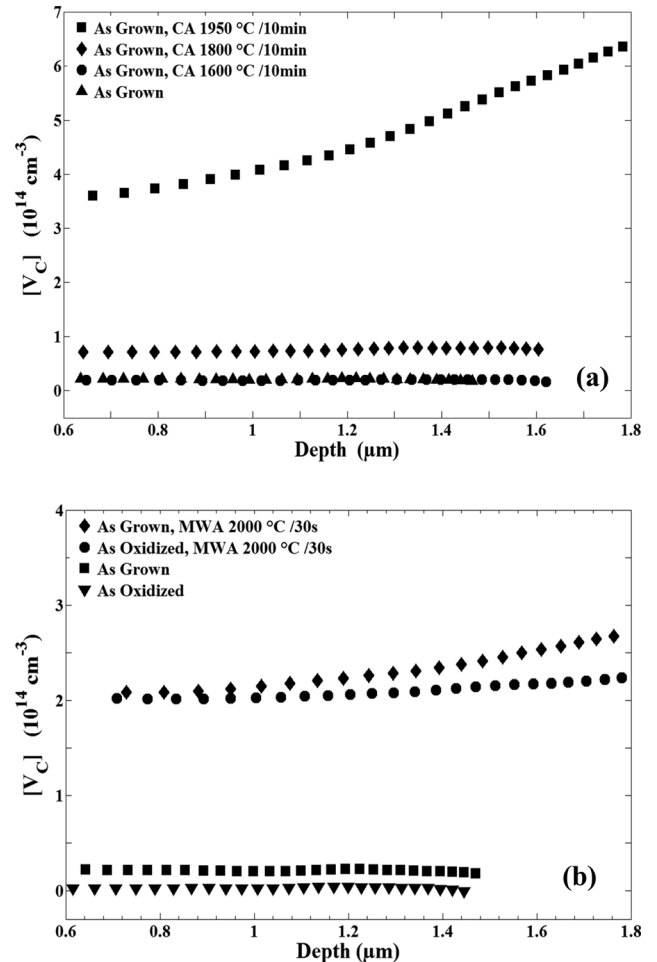 7
6
5
4
3
2
1
0
[V_C] (10^14 cm^-3)
As Grown, CA 1950 °C /10min
As Grown, CA 1800 °C /10min
As Grown, CA 1600 °C /10min
As Grown
(a)
0.6 0.8 1 1.2 1.4 1.6 1.8
Depth (µm)
4
3
2
1
0
[V_C] (10^14 cm^-3)
As Grown, MWA 2000 °C /30s
As Oxidized, MWA 2000 °C /30s
As Grown
As Oxidized
(b)
0.6 0.8 1 1.2 1.4 1.6 1.8
Depth (µm)